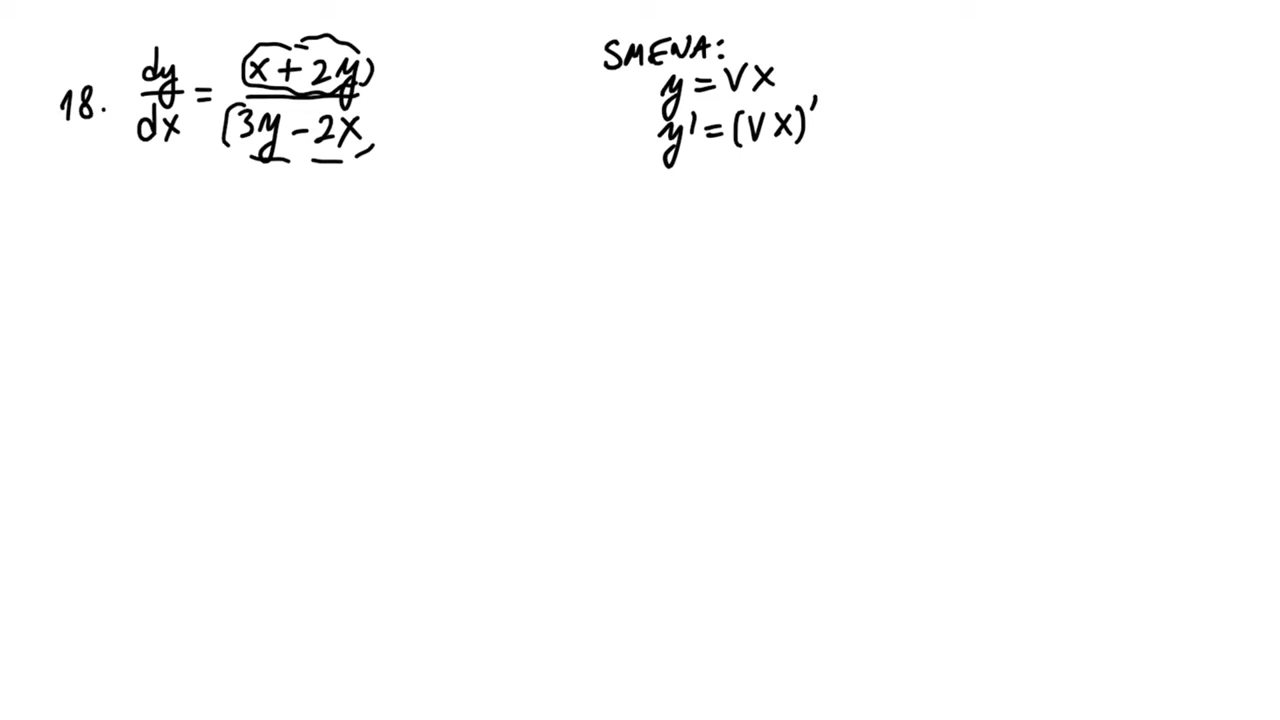 18. dy/dx = (x + 2y)/(3y - 2x)
SMENA:
y = VX
y' = (VX)'